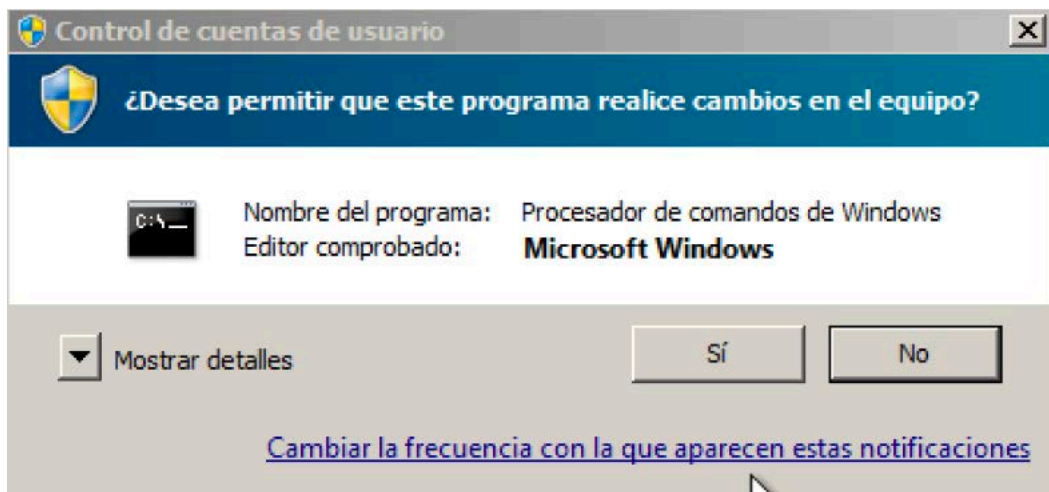 Control de cuentas de usuario
¿Desea permitir que este programa realice cambios en el equipo?
C:\
Nombre del programa: Procesador de comandos de Windows
Editor comprobado: Microsoft Windows
Mostrar detalles
Sí
No
Cambiar la frecuencia con la que aparecen estas notificaciones